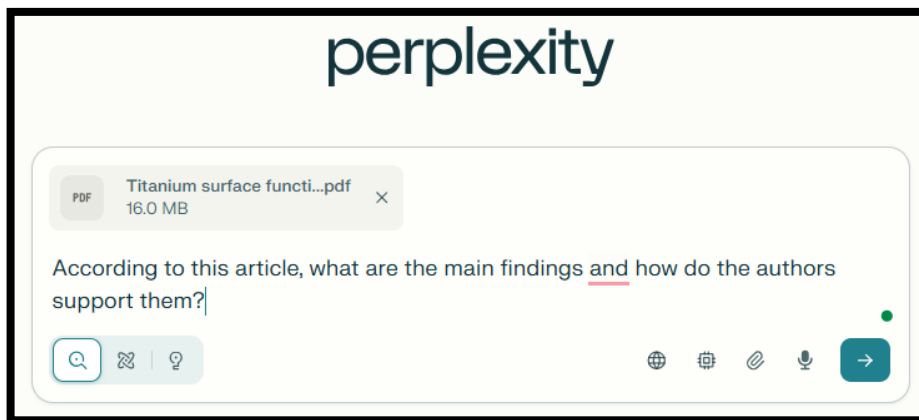 perplexity
PDF
Titanium surface functi...pdf
16.0 MB
According to this article, what are the main findings and how do the authors
support them?